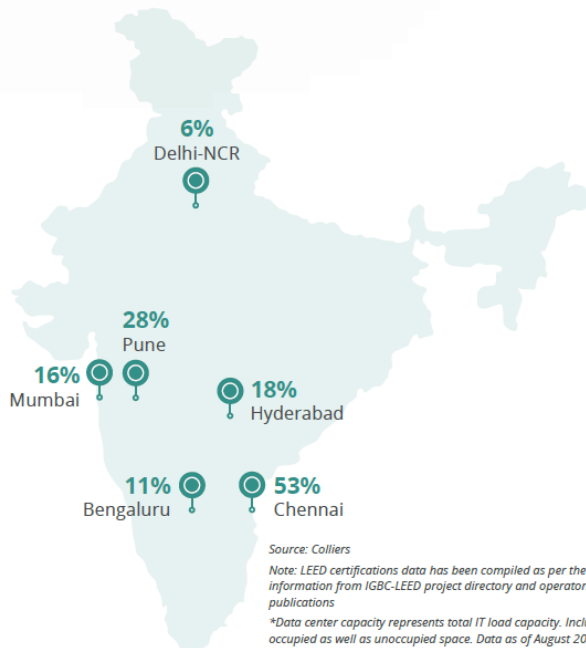 6%
Delhi-NCR
28%
Pune
16%
Mumbai
18%
Hyderabad
11%
Bengaluru
53%
Chennai
Source: Colliers
Note: LEED certifications data has been compiled as per the
information from IGBC-LEED project directory and operator
publications
*Data center capacity represents total IT load capacity.
occupied as well as unoccupied space. Data as of August